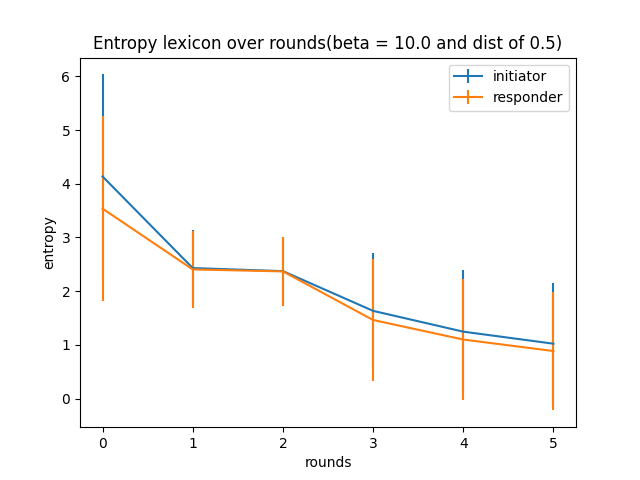 Entropy lexicon over rounds(beta = 10.0 and dist of 0.5)
initiator
responder
6
5
4
3
2
1
0
entropy
0 1 2 3 4 5
rounds